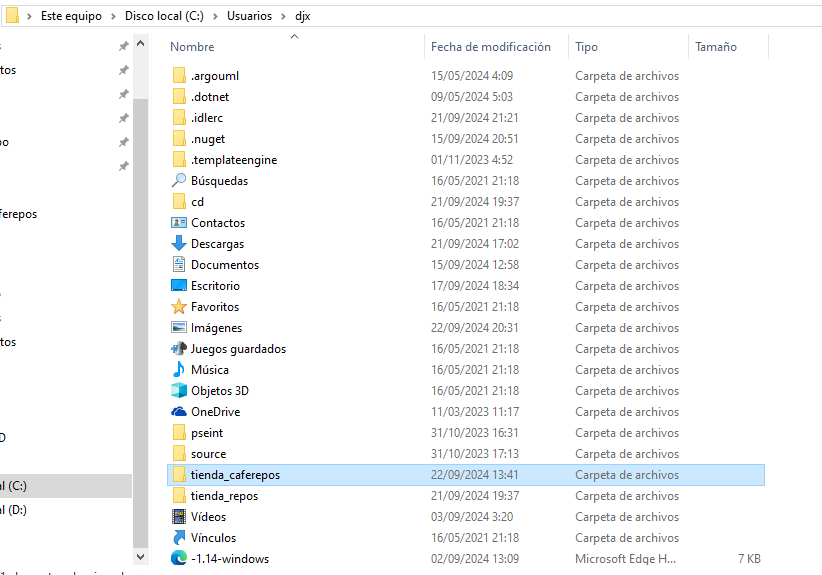 Este equipo > Disco local (C:) > Usuarios > djx
Nombre Fecha de modificación Tipo Tamaño
.argouml 15/05/2024 4:09 Carpeta de archivos
tos
.dotnet 09/05/2024 5:03 Carpeta de archivos
.idlerc 21/09/2024 21:21 Carpeta de archivos
.nuget 15/09/2024 20:51 Carpeta de archivos
po
.templateengine 01/11/2023 4:52 Carpeta de archivos
Búsquedas 16/05/2021 21:18 Carpeta de archivos
cd 21/09/2024 19:37 Carpeta de archivos
ferepos
Contactos 16/05/2021 21:18 Carpeta de archivos
Descargas 21/09/2024 17:02 Carpeta de archivos
Documentos 15/09/2024 12:58 Carpeta de archivos
Escritorio 17/09/2024 18:34 Carpeta de archivos
Favoritos 16/05/2021 21:18 Carpeta de archivos
Imágenes 22/09/2024 20:31 Carpeta de archivos
tos
Juegos guardados 16/05/2021 21:18 Carpeta de archivos
Música 16/05/2021 21:18 Carpeta de archivos
Objetos 3D 16/05/2021 21:18 Carpeta de archivos
OneDrive 11/03/2023 11:17 Carpeta de archivos
pseint 31/10/2023 16:31 Carpeta de archivos
D
source 31/10/2023 17:13 Carpeta de archivos
tienda_caferepos 22/09/2024 13:41 Carpeta de archivos
al (C:)
tienda_repos 21/09/2024 19:37 Carpeta de archivos
al (D:)
Vídeos 03/09/2024 3:20 Carpeta de archivos
Vínculos 16/05/2021 21:18 Carpeta de archivos
-1.14-windows 02/09/2024 13:09 Microsoft Edge H... 7 KB